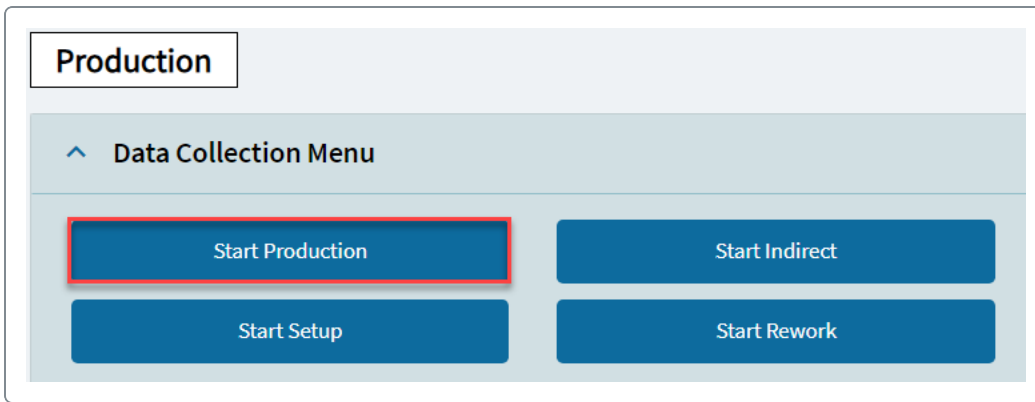 Production
Data Collection Menu
Start Production
Start Indirect
Start Setup
Start Rework